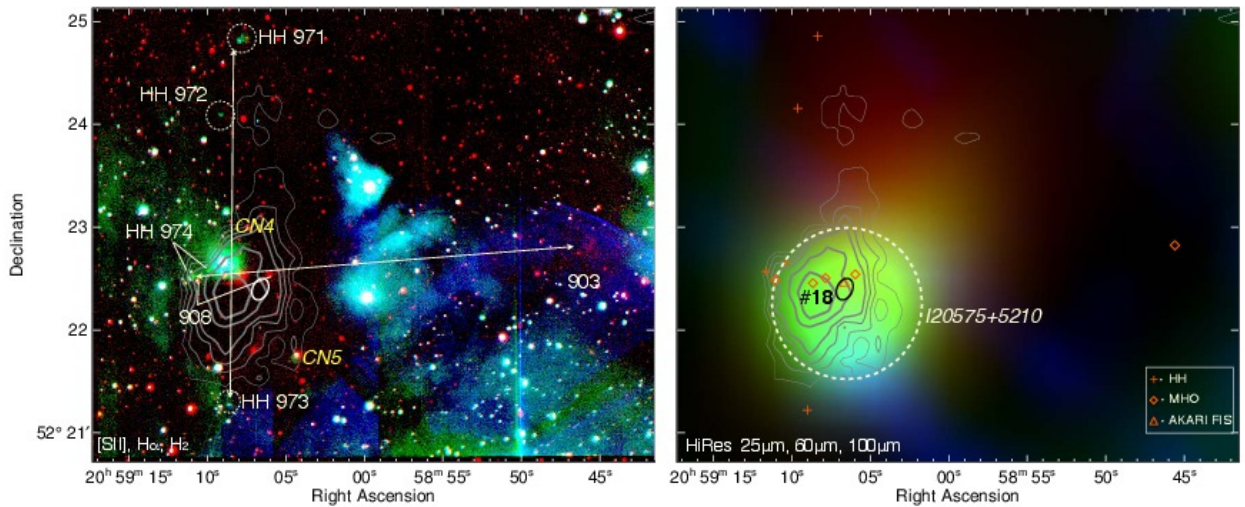 25
24
23
22
52° 21′
Declination
HH 971
HH 972
CN4
HH 974
903
908
CN5
HH 973
[SII], Hα, H₂
20ʰ 59ᵐ 15ˢ 10ˢ 05ˢ 00ˢ 58ᵐ 55ˢ 50ˢ 45ˢ
Right Ascension
#18
I20575+5210
+ - HH
◇ - MHO
△ - AKARI FIS
HiRes 25μm, 60μm, 100μm
20ʰ 59ᵐ 15ˢ 10ˢ 05ˢ 00ˢ 58ᵐ 55ˢ 50ˢ 45ˢ
Right Ascension